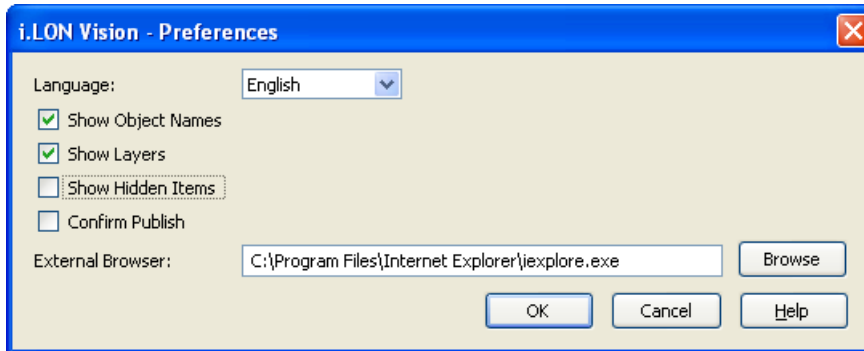 i.LON Vision - Preferences
Language: English
Show Object Names
Show Layers
Show Hidden Items
Confirm Publish
External Browser: C:\Program Files\Internet Explorer\iexplore.exe Browse
OK Cancel Help